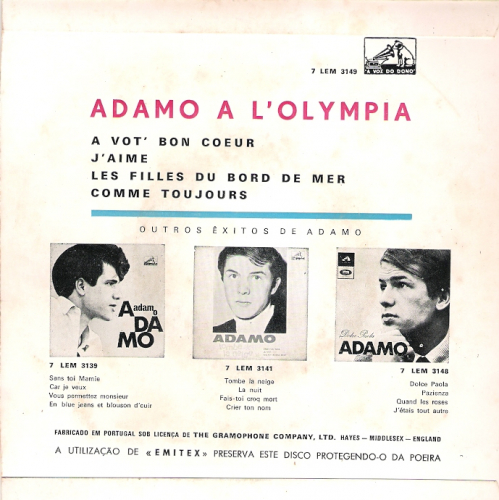 7 LEM 3149
"A VOZ DO DONO"
ADAMO A L'OLYMPIA
A VOT' BON COEUR
J'AIME
LES FILLES DU BORD DE MER
COMME TOUJOURS
OUTROS ÊXITOS DE ADAMO
Aadamo
ADA
MO
ADAMO
Dolce Paola
ADAMO
7 LEM 3139
Sans toi Mamie
Car je veux
Vous permettez monsieur
En blue jeans et blouson d'cuir
7 LEM 3141
Tombe la neige
La nuit
Fais-toi croq mort
Crier ton nom
7 LEM 3148
Dolce Paola
Pazienza
Quand les roses
J'étais tout autre
FABRICADO EM PORTUGAL SOB LICENÇA DE THE GRAMOPHONE COMPANY, LTD. HAYES – MIDDLESEX – ENGLAND
A UTILIZAÇÃO DE «EMITEX» PRESERVA ESTE DISCO PROTEGENDO-O DA POEIRA